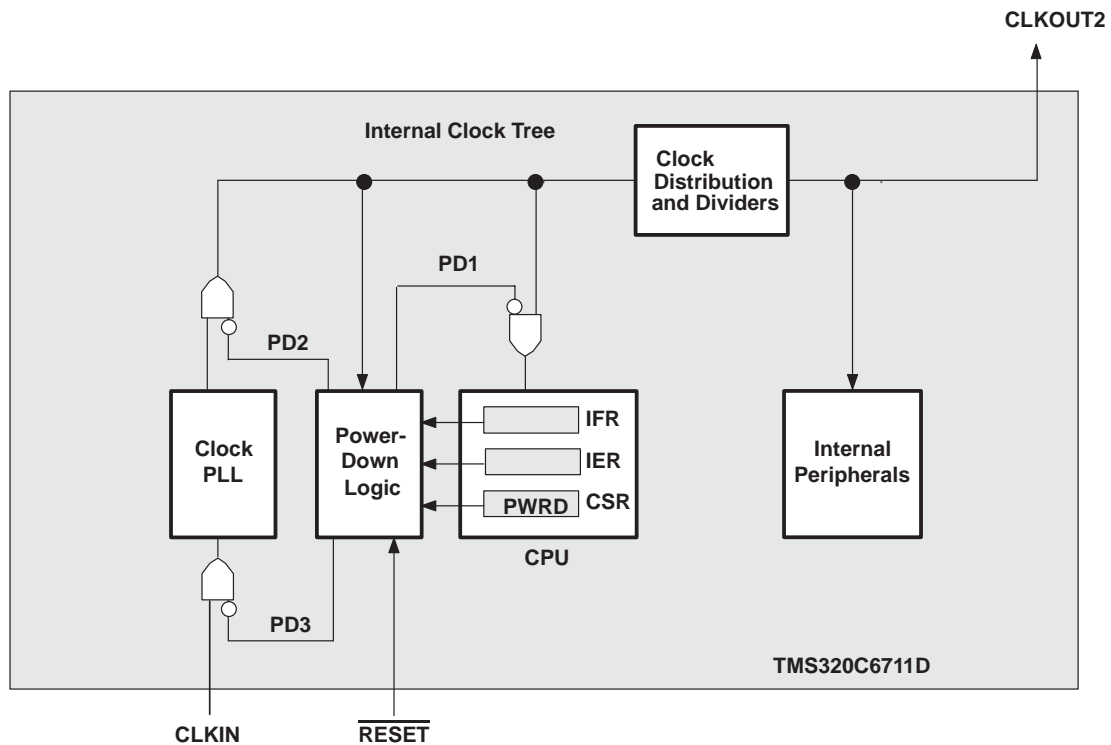 CLKOUT2
Internal Clock Tree
Clock
Distribution
and Dividers
PD1
PD2
Clock
PLL
Power-
Down
Logic
IFR
IER
PWRD CSR
CPU
Internal
Peripherals
PD3
TMS320C6711D
CLKIN
RESET